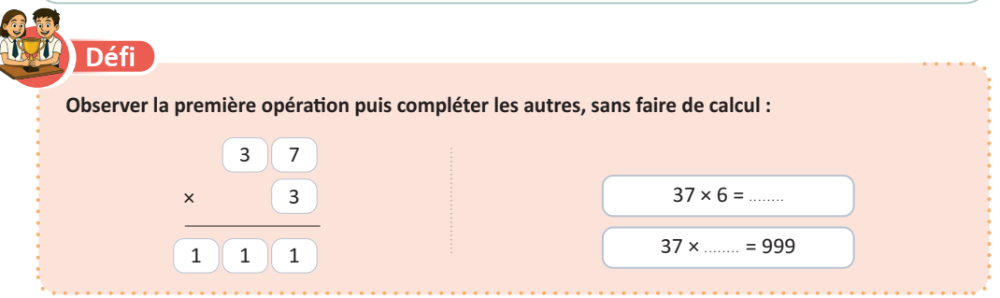 Défi
Observer la première opération puis compléter les autres, sans faire de calcul :
3 7
× 3
1 1 1
37 × 6 = ........
37 × ........ = 999